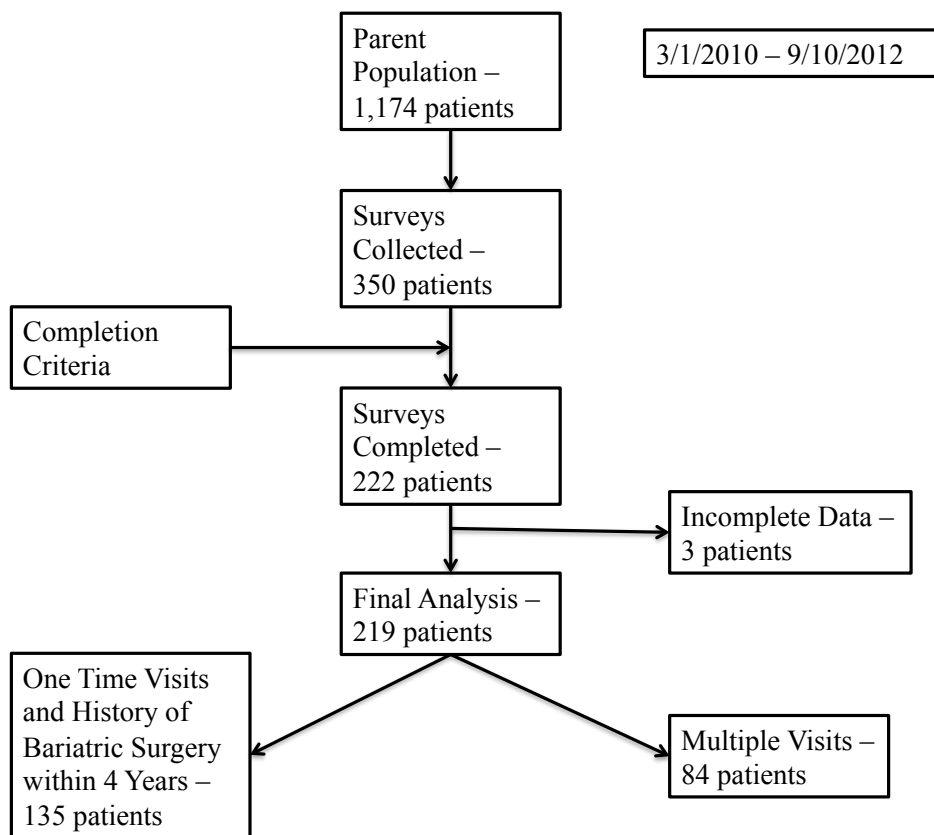 Parent
Population –
1,174 patients
3/1/2010 – 9/10/2012
Surveys
Collected –
350 patients
Completion
Criteria
Surveys
Completed –
222 patients
Incomplete Data –
3 patients
Final Analysis –
219 patients
One Time Visits
and History of
Bariatric Surgery
within 4 Years –
135 patients
Multiple Visits –
84 patients